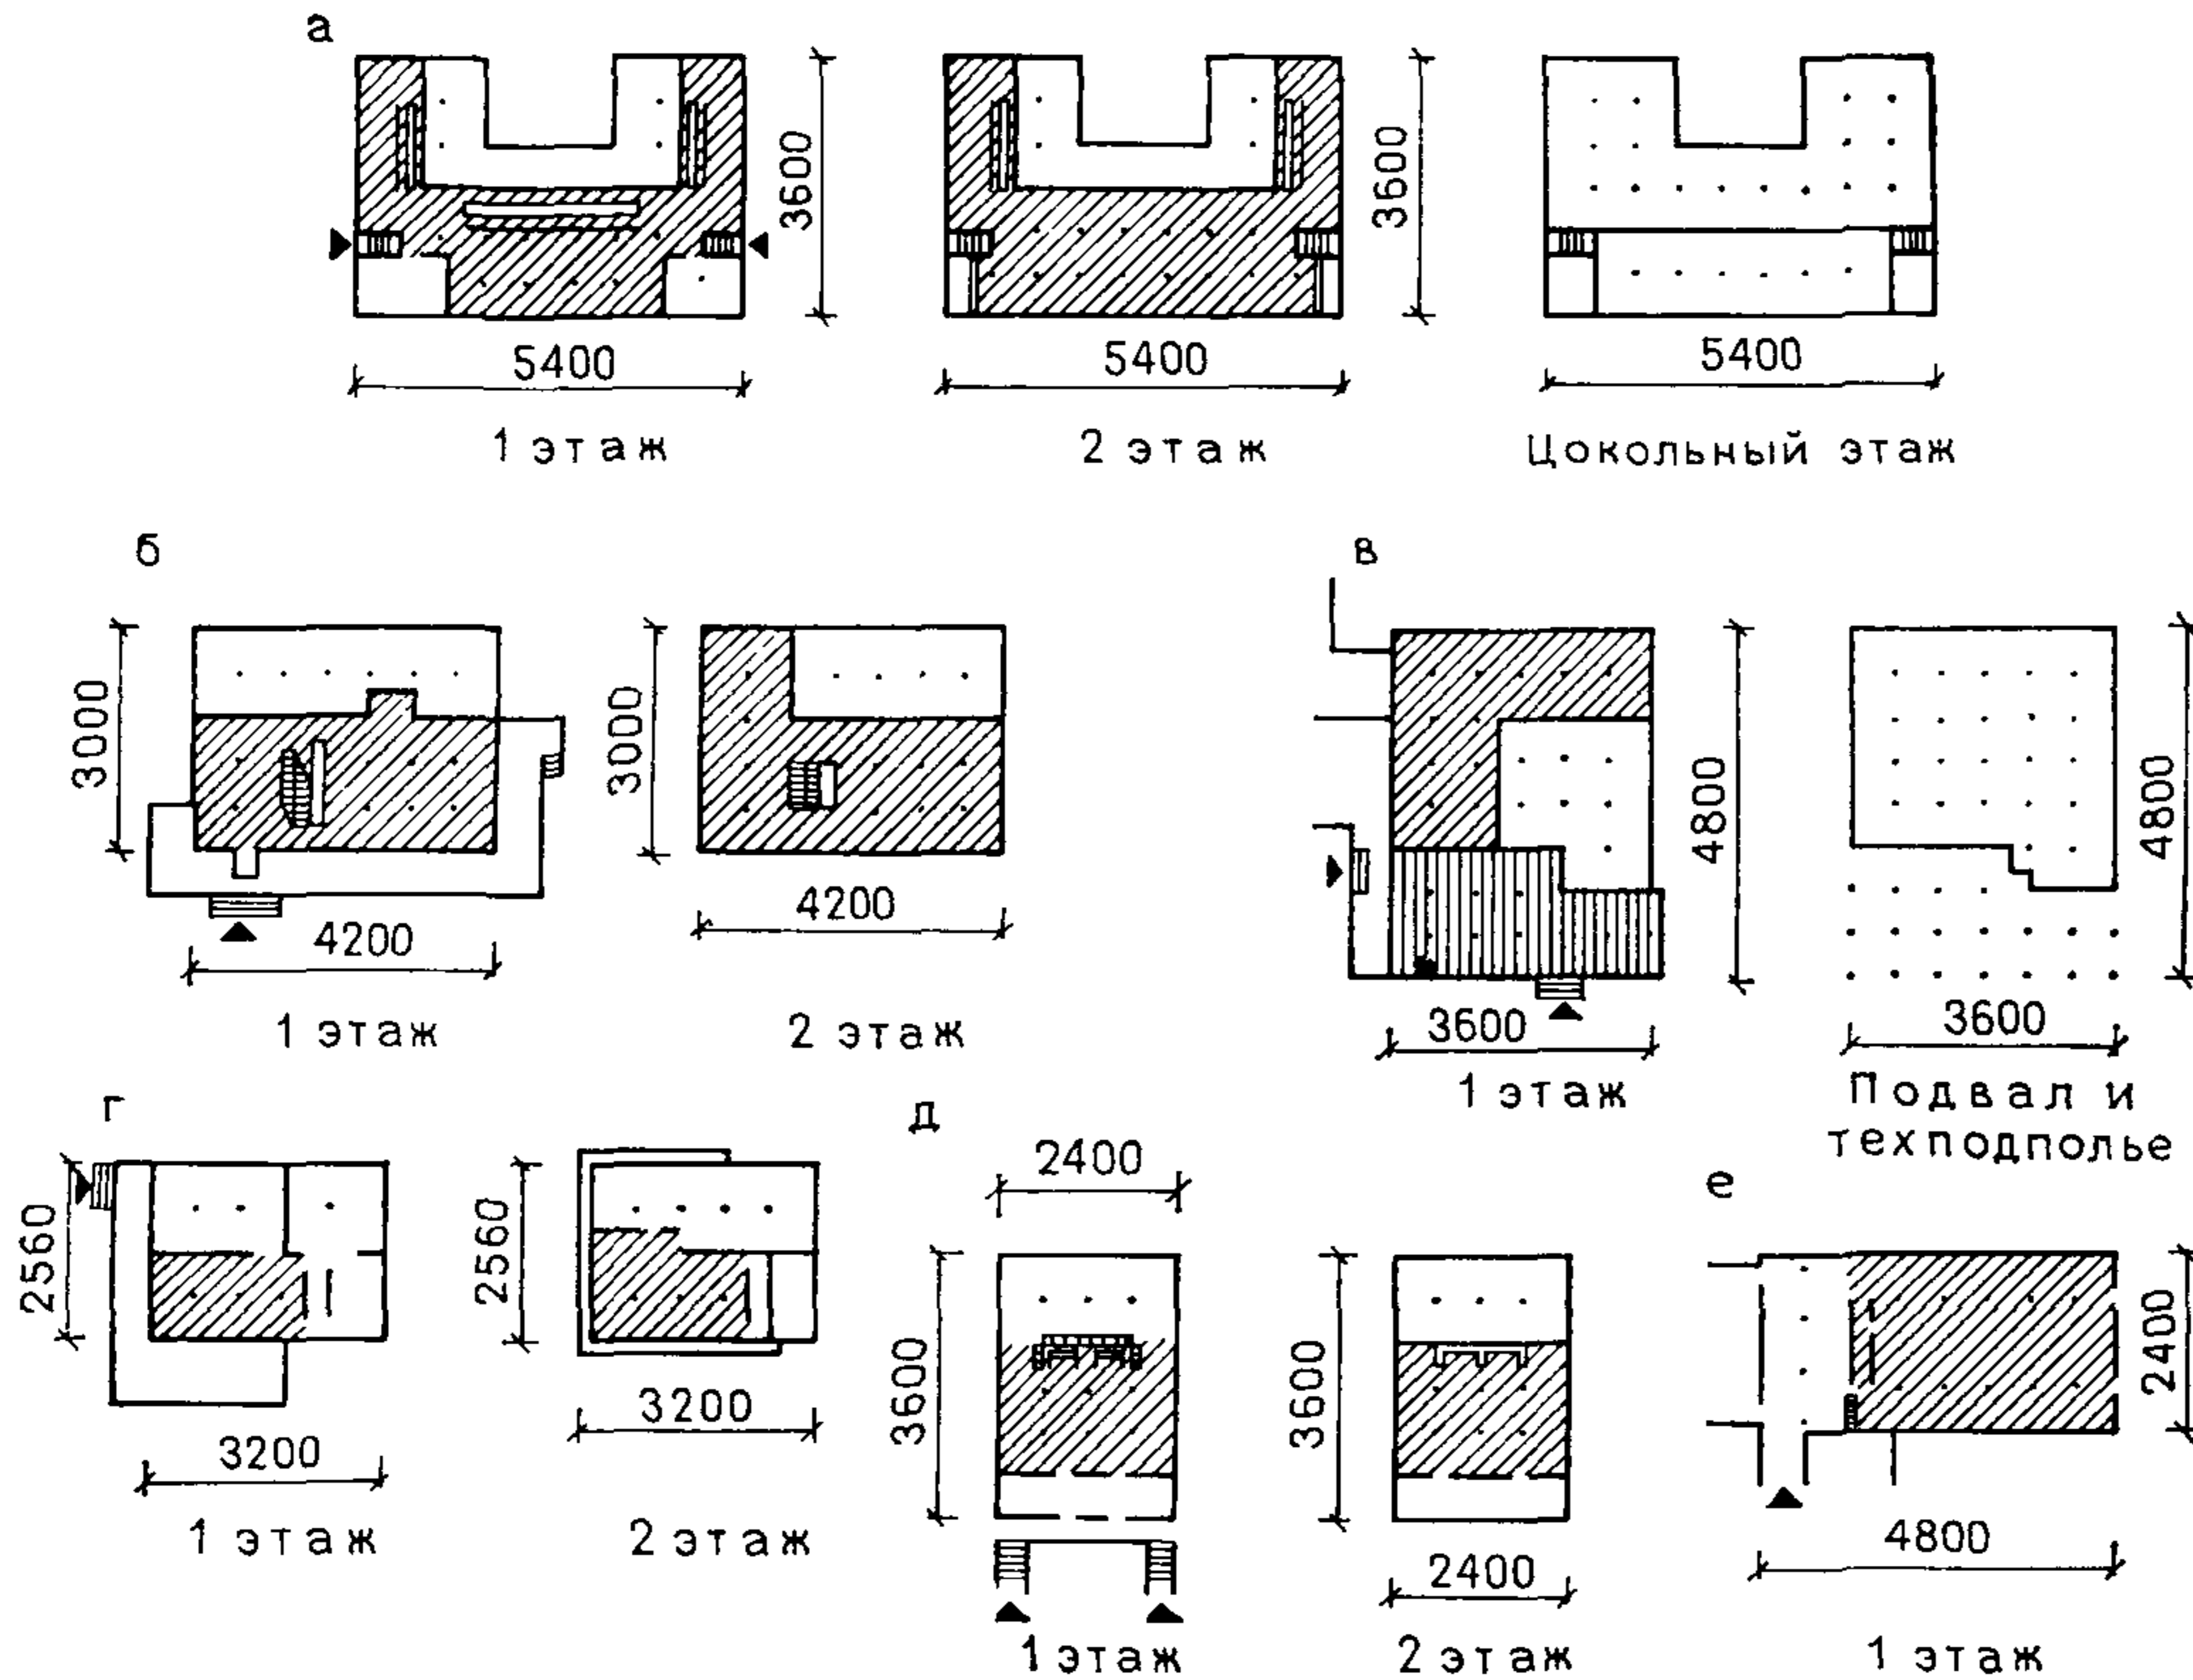 а
3600
3600
5400
5400
5400
1 этаж
2 этаж
Цокольный этаж
б
в
3000
3000
4800
4800
4200
4200
3600
3600
1 этаж
2 этаж
1 этаж
Подвал и
техподполье
г
д
е
2400
2560
2560
3600
3600
2400
3200
3200
4800
2400
1 этаж
2 этаж
1 этаж
2 этаж
1 этаж